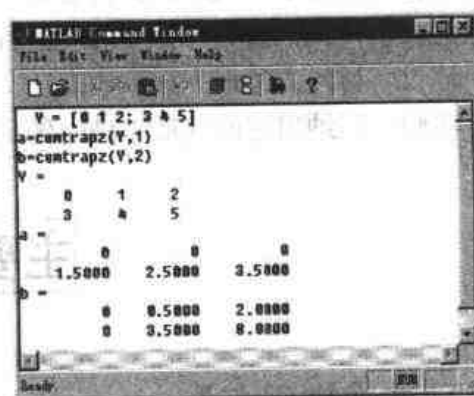 MATLAB Command Window
File Edit View Window Help
Y = [0 1 2; 3 4 5]
a=cumtrapz(Y,1)
b=cumtrapz(Y,2)
Y =
0 1 2
3 4 5
a =
0 0 0
1.5000 2.5000 3.5000
b =
0 0.5000 2.0000
0 3.5000 8.0000
Ready
NUM